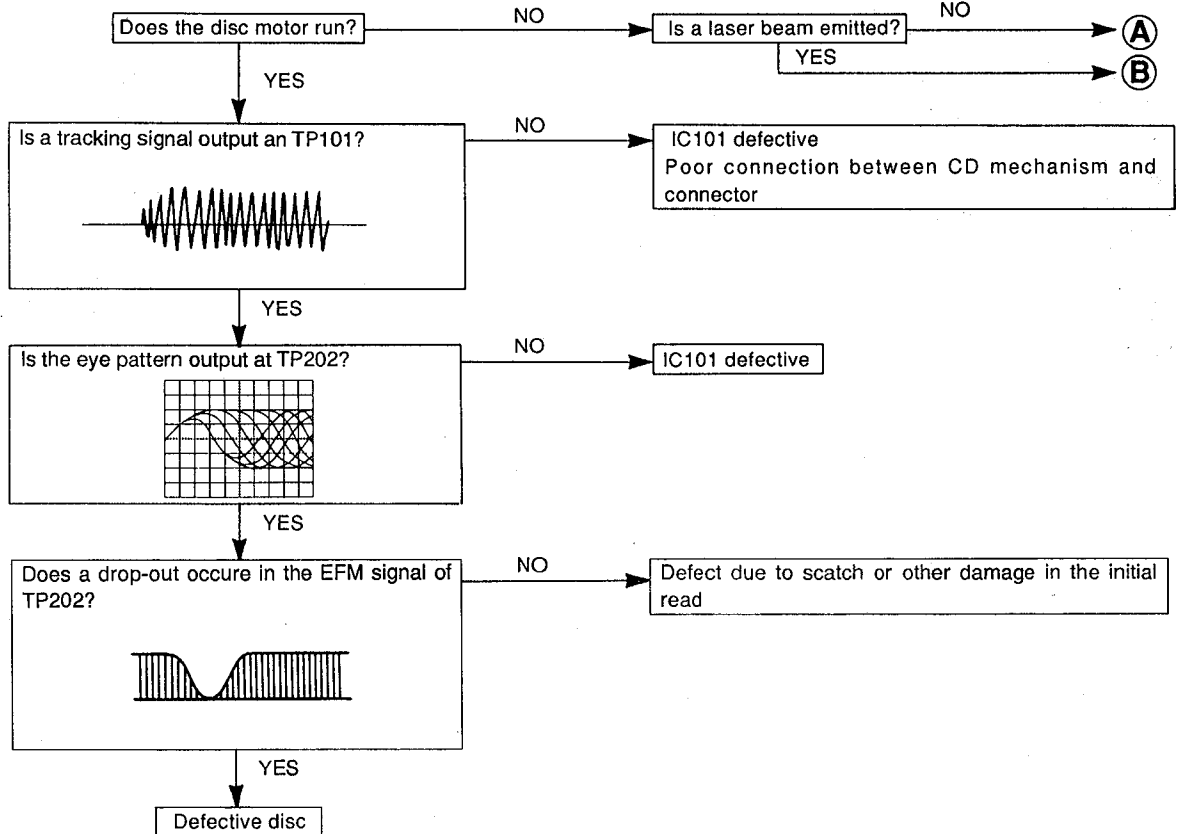 Does the disc motor run?
NO
Is a laser beam emitted?
NO
A
YES
B
YES
Is a tracking signal output an TP101?
NO
IC101 defective
Poor connection between CD mechanism and
connector
YES
Is the eye pattern output at TP202?
NO
IC101 defective
YES
Does a drop-out occure in the EFM signal of
TP202?
NO
Defect due to scatch or other damage in the initial
read
YES
Defective disc